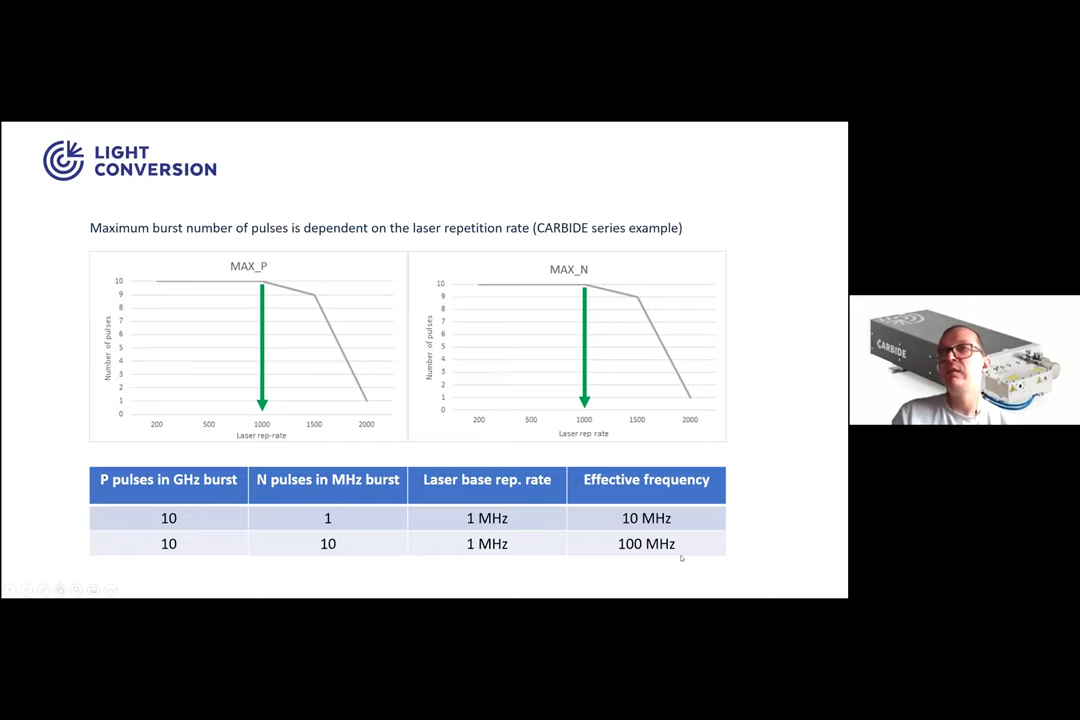 LIGHT
CONVERSION
Maximum burst number of pulses is dependent on the laser repetition rate (CARBIDE series example)
MAX_P
Number of pulses
10
9
8
7
6
5
4
3
2
1
0
200 500 1000 1500 2000
Laser rep-rate
MAX_N
Number of pulses
10
9
8
7
6
5
4
3
2
1
0
200 500 1000 1500 2000
Laser rep rate
P pulses in GHz burst N pulses in MHz burst Laser base rep. rate Effective frequency
10 1 1 MHz 10 MHz
10 10 1 MHz 100 MHz
CARBIDE